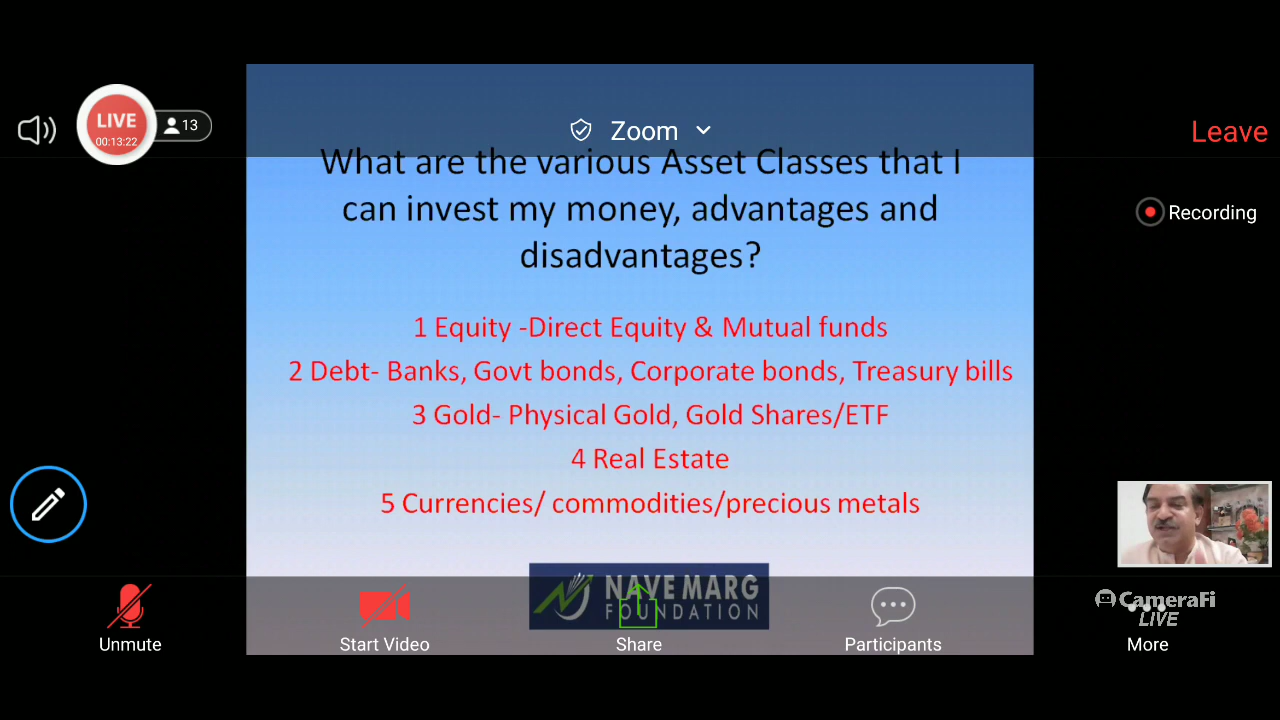 LIVE
00:13:22
13
Zoom
Leave
Recording
What are the various Asset Classes that I
can invest my money, advantages and
disadvantages?
1 Equity -Direct Equity & Mutual funds
2 Debt- Banks, Govt bonds, Corporate bonds, Treasury bills
3 Gold- Physical Gold, Gold Shares/ETF
4 Real Estate
5 Currencies/ commodities/precious metals
NAVE MARG
FOUNDATION
CameraFi
LIVE
Unmute
Start Video
Share
Participants
More